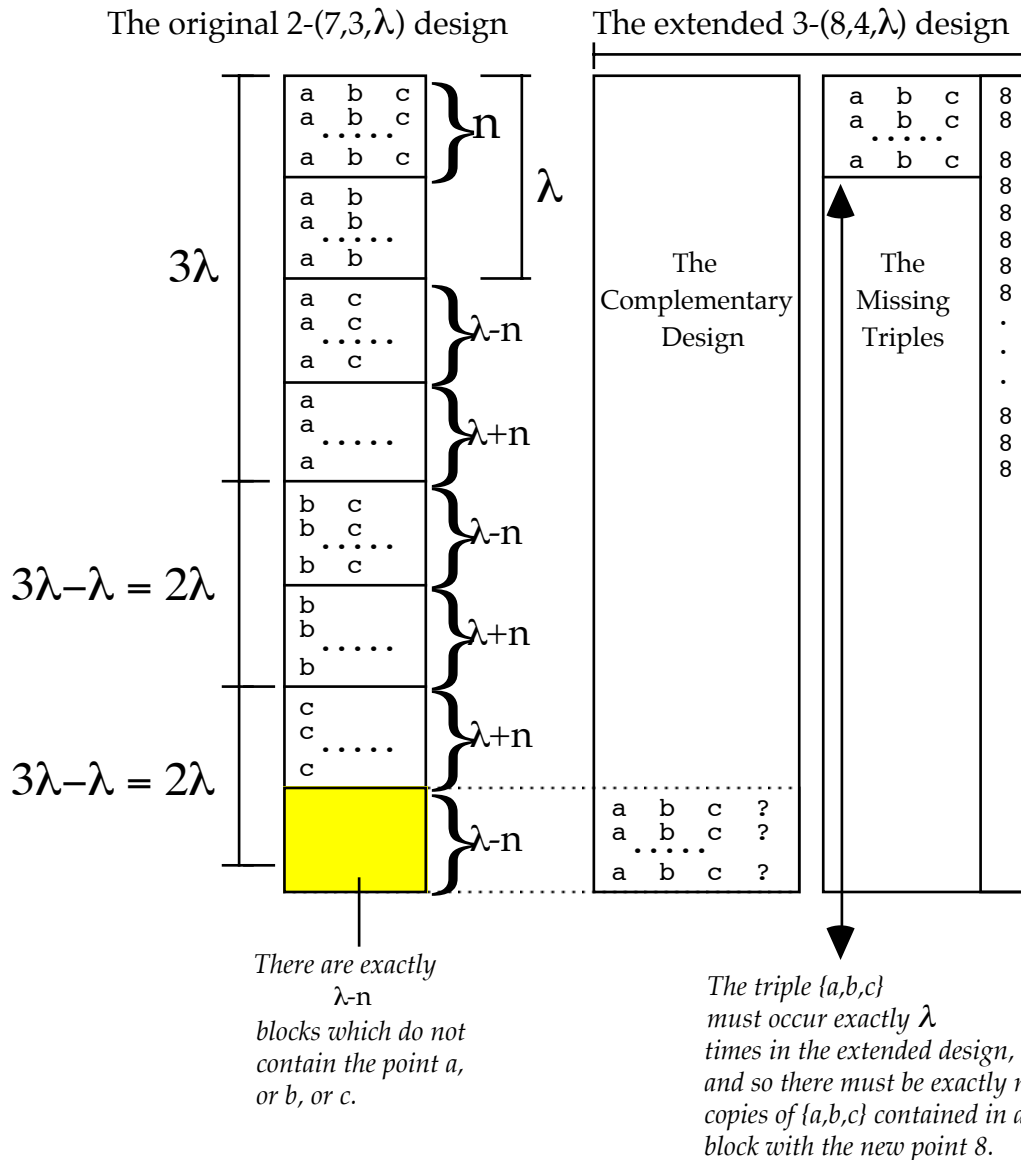 The original 2-(7,3,λ) design
The extended 3-(8,4,λ) design
a b c
a b c
.....
a b c
n
a b
a b
.....
a b
λ
3λ
a c
a c
.....
a c
λ-n
a
a
.....
a
λ+n
b c
b c
.....
b c
λ-n
3λ–λ = 2λ
b
b
.....
b
λ+n
c
c
.....
c
λ+n
3λ–λ = 2λ
λ-n
There are exactly
λ-n
blocks which do not
contain the point a,
or b, or c.
The
Complementary
Design
a b c ?
a b c ?
.....
a b c ?
a b c
a b c
.....
a b c
The
Missing
Triples
8
8
8
8
8
8
8
8
.
.
.
8
8
8
The triple {a,b,c}
must occur exactly λ
times in the extended design,
and so there must be exactly
copies of {a,b,c} contained in a
block with the new point 8.